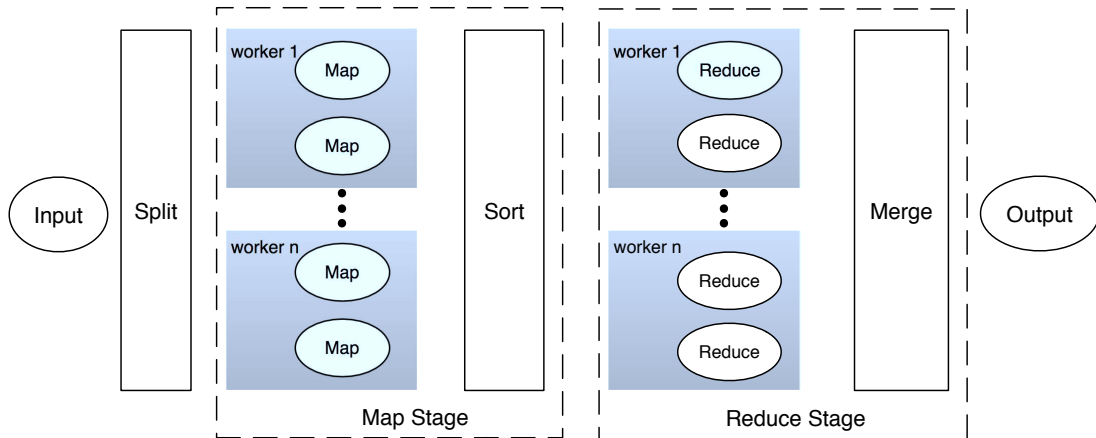 Input
Split
worker 1
Map
Map
worker n
Map
Map
Sort
Map Stage
worker 1
Reduce
Reduce
worker n
Reduce
Reduce
Merge
Reduce Stage
Output